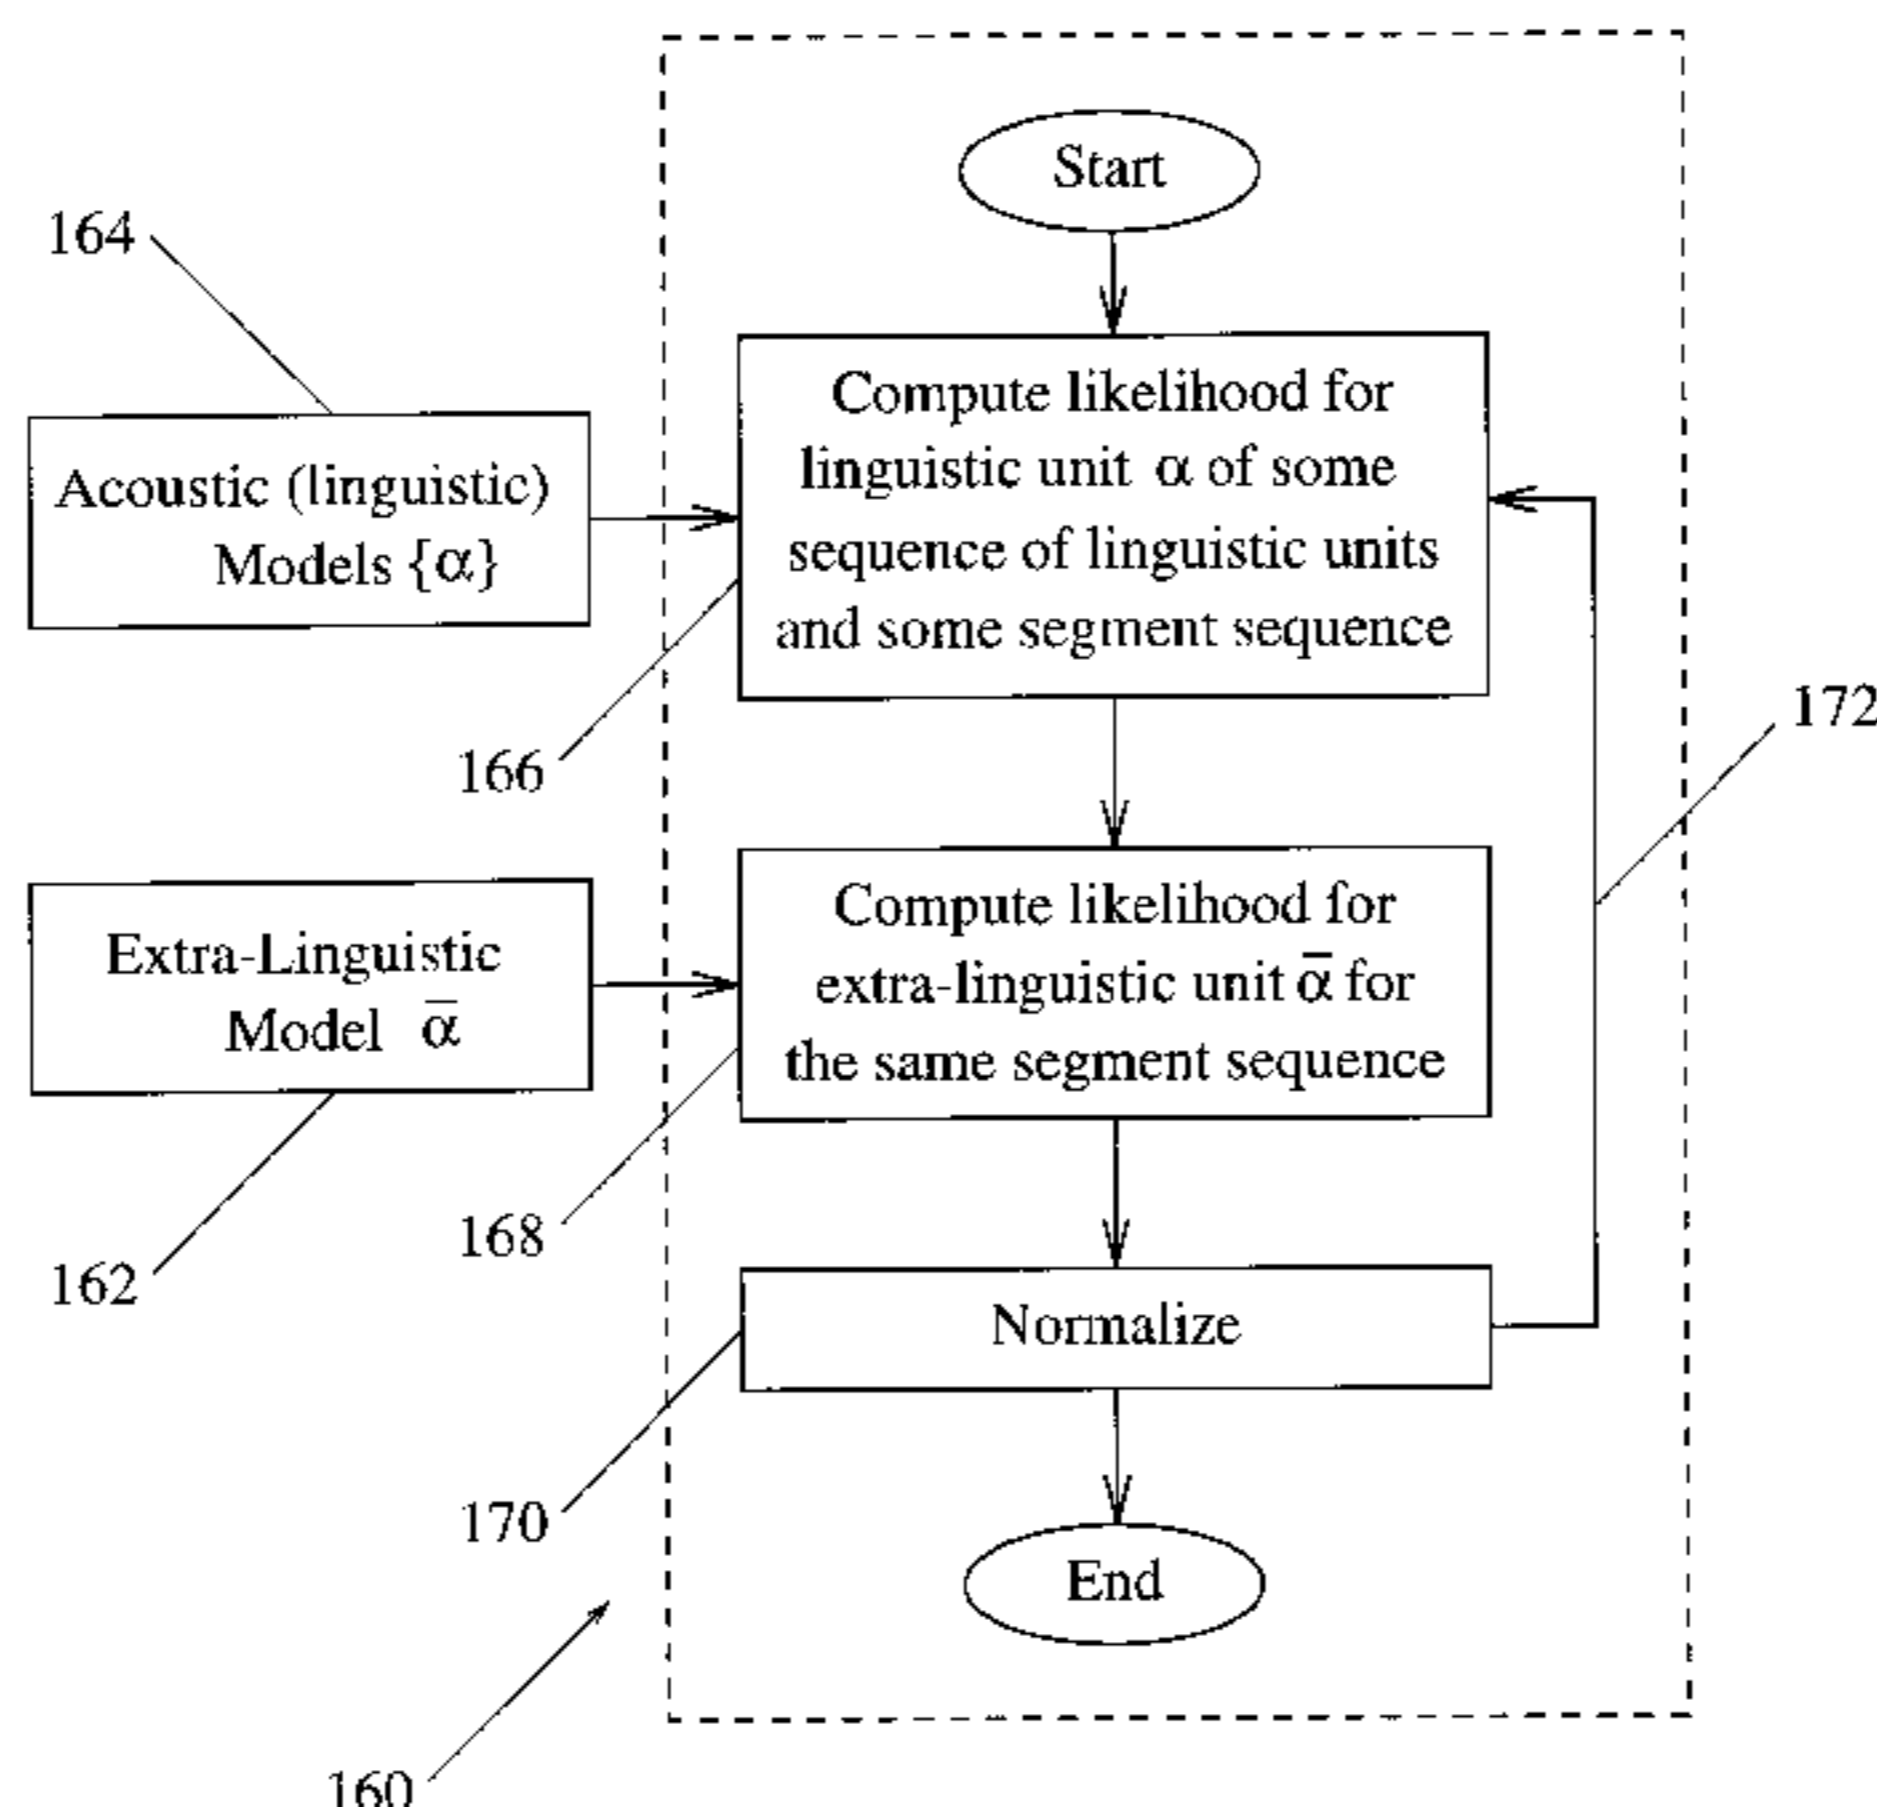 Start
164
Compute likelihood for
linguistic unit α of some
sequence of linguistic units
and some segment sequence
Acoustic (linguistic)
Models {α}
172
166
Compute likelihood for
extra-linguistic unit ᾱ for
the same segment sequence
Extra-Linguistic
Model ᾱ
168
162
Normalize
170
End
160